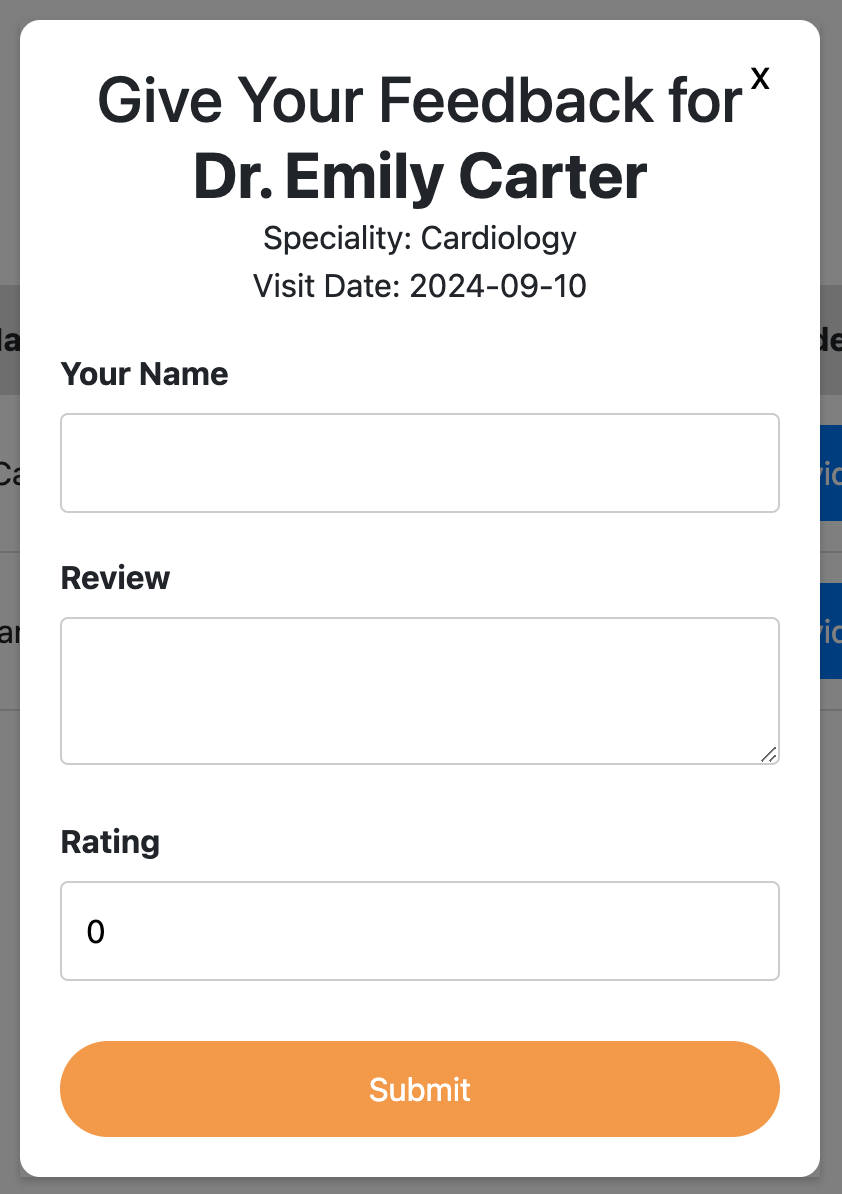 Give Your Feedback for
X
Dr. Emily Carter
Speciality: Cardiology
Visit Date: 2024-09-10
Your Name
Review
Rating
0
Submit